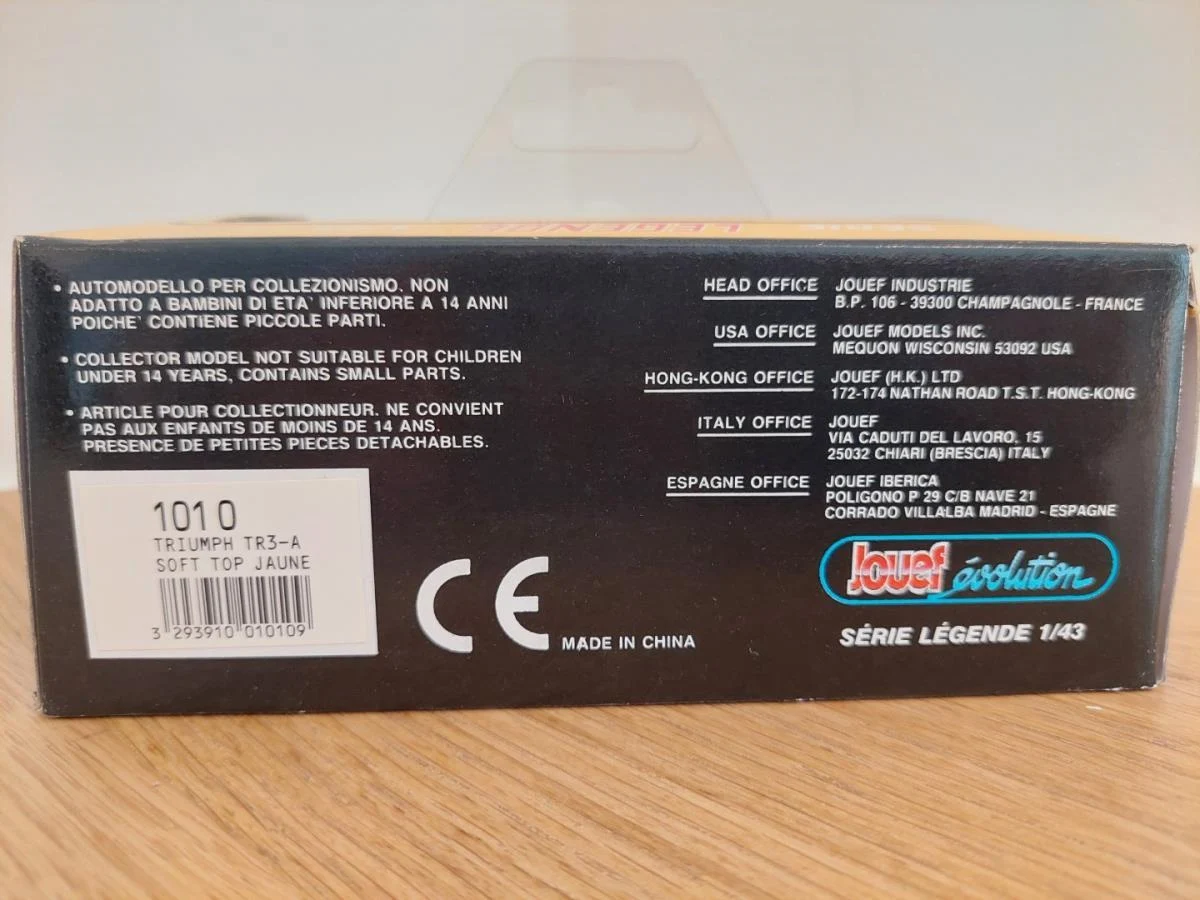 SÉRIE LEGENDE
• AUTOMODELLO PER COLLEZIONISMO. NON
ADATTO A BAMBINI DI ETA' INFERIORE A 14 ANNI
POICHE' CONTIENE PICCOLE PARTI.
• COLLECTOR MODEL NOT SUITABLE FOR CHILDREN
UNDER 14 YEARS, CONTAINS SMALL PARTS.
• ARTICLE POUR COLLECTIONNEUR. NE CONVIENT
PAS AUX ENFANTS DE MOINS DE 14 ANS.
PRESENCE DE PETITES PIECES DETACHABLES.
1010
TRIUMPH TR3-A
SOFT TOP JAUNE
3 293910 010109
CE
MADE IN CHINA
HEAD OFFICE JOUEF INDUSTRIE
B.P. 106 - 39300 CHAMPAGNOLE - FRANCE
USA OFFICE JOUEF MODELS INC.
MEQUON WISCONSIN 53092 USA
HONG-KONG OFFICE JOUEF (H.K.) LTD
172-174 NATHAN ROAD T.S.T. HONG-KONG
ITALY OFFICE JOUEF
VIA CADUTI DEL LAVORO, 15
25032 CHIARI (BRESCIA) ITALY
ESPAGNE OFFICE JOUEF IBERICA
POLIGONO P 29 C/B NAVE 21
CORRADO VILLALBA MADRID - ESPAGNE
Jouef évolution
SÉRIE LÉGENDE 1/43